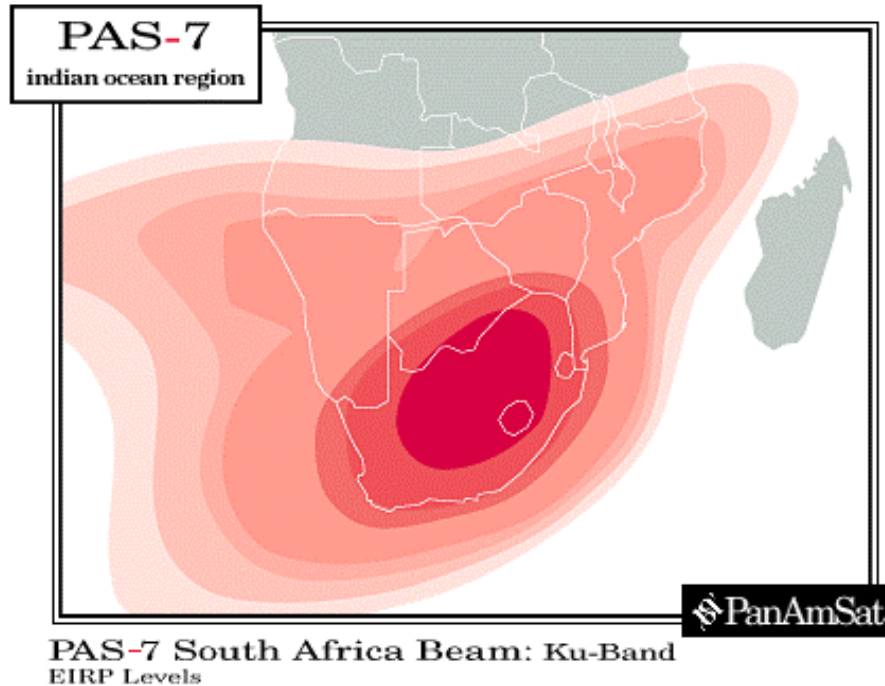 PAS-7
indian ocean region
PanAmSat
PAS-7 South Africa Beam: Ku-Band
EIRP Levels